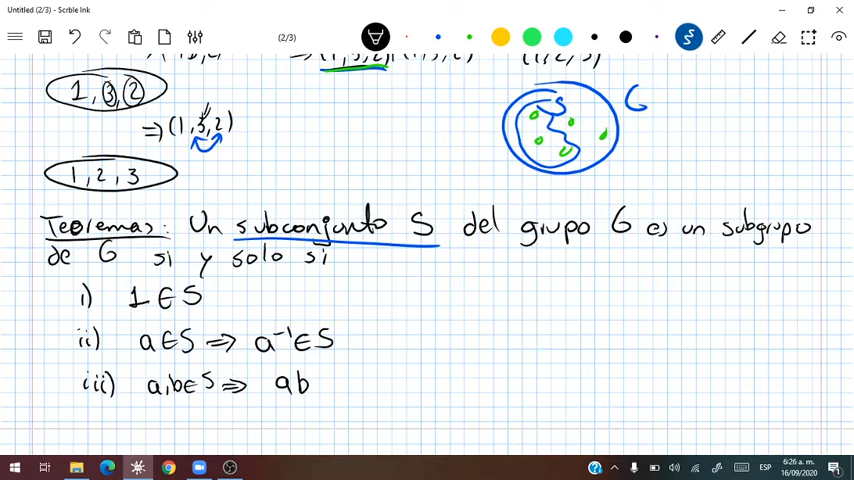 Untitled (2/3) - Scrble Ink
(2/3)
1, 3, 2
⇒ (1, 3, 2)
1, 2, 3
S
G
Teoremas: Un subconjunto S del grupo G es un subgrupo
de G si y solo si
i) 1 ∈ S
ii) a ∈ S ⇒ a⁻¹ ∈ S
iii) a,b ∈ S ⇒ ab
ESP
6:26 a. m.
16/09/2020